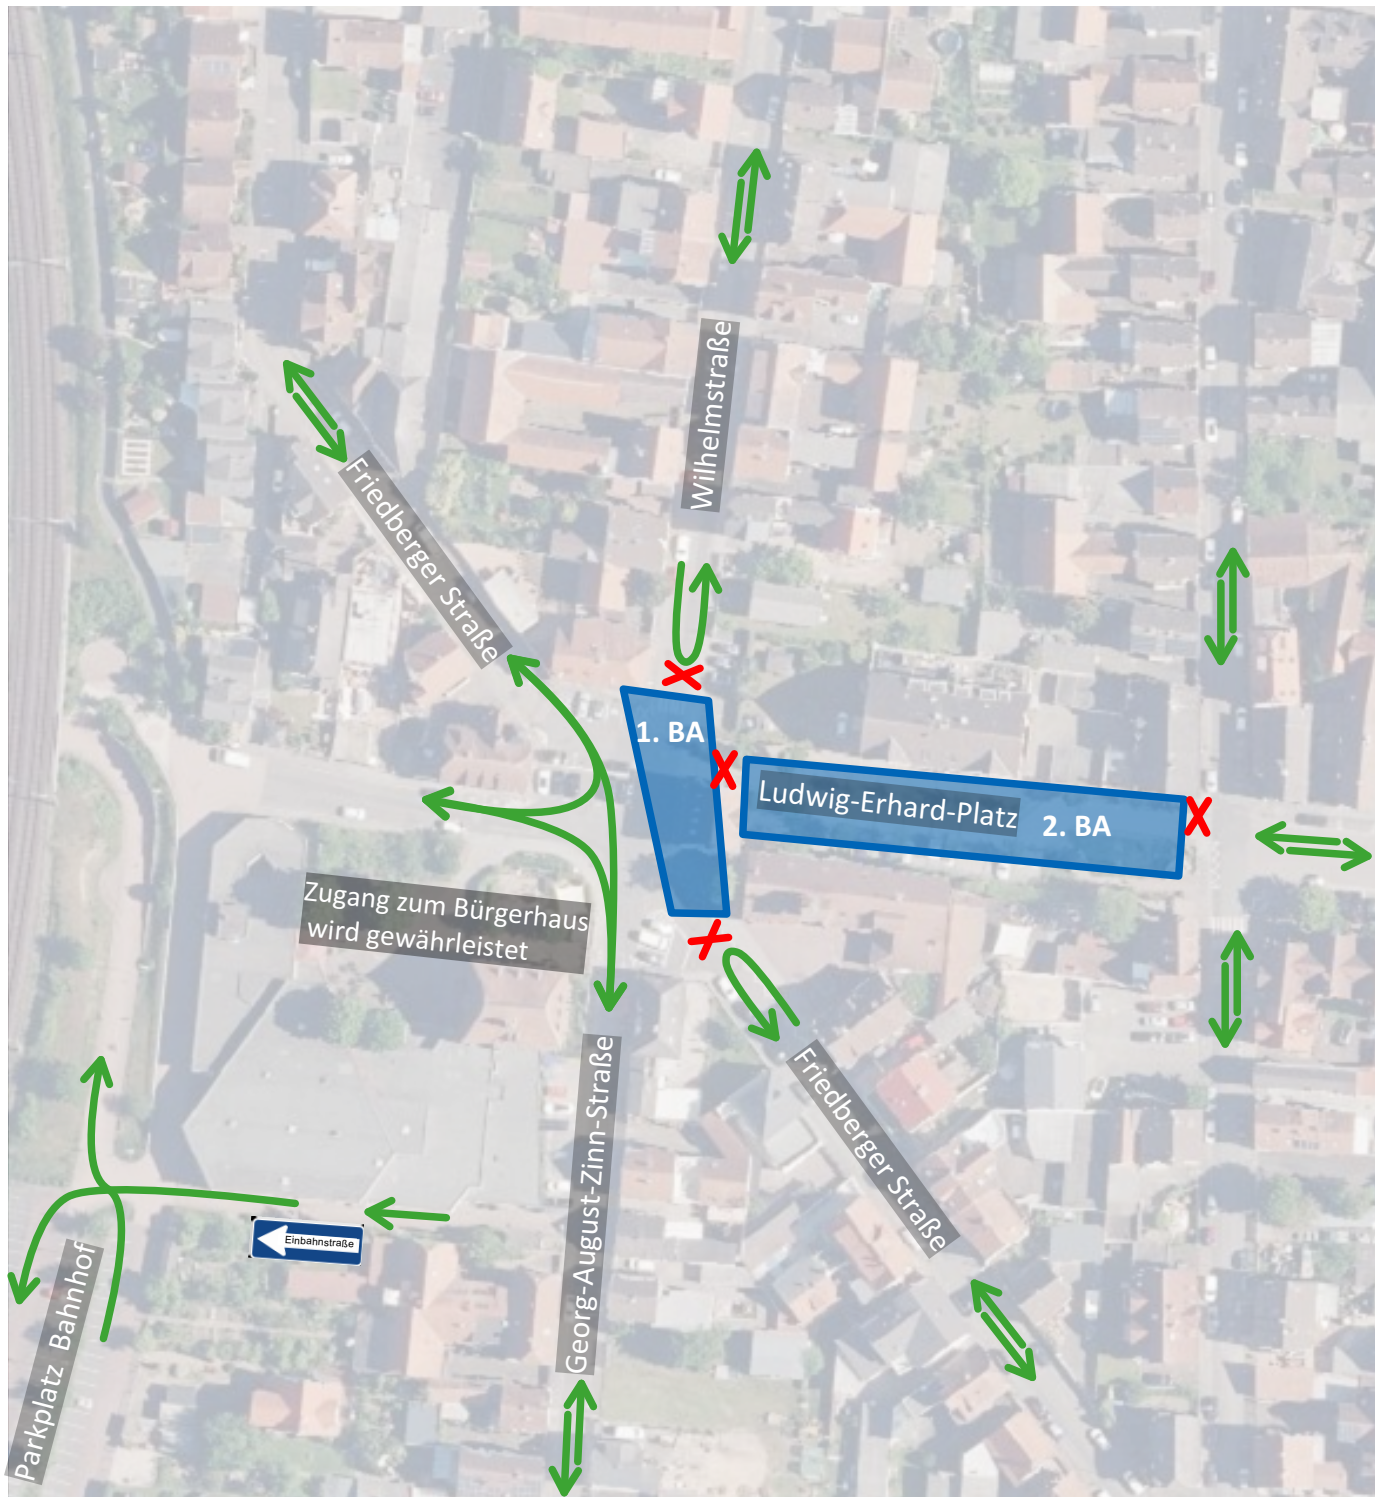 Wilhelmstraße
Friedberger Straße
1. BA
Ludwig-Erhard-Platz
2. BA
Zugang zum Bürgerhaus
wird gewährleistet
Georg-August-Zinn-Straße
Friedberger Straße
Einbahnstraße
Parkplatz Bahnhof